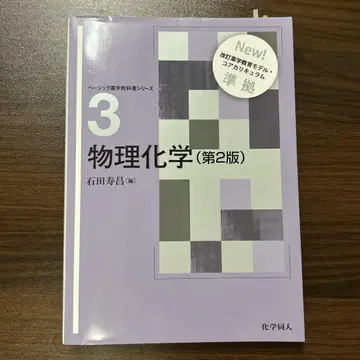 ベーシック薬学教科書シリーズ
3
物理化学(第2版)
石田寿昌[編]
New!
改訂薬学教育モデル・
コアカリキュラム
準拠
化学同人